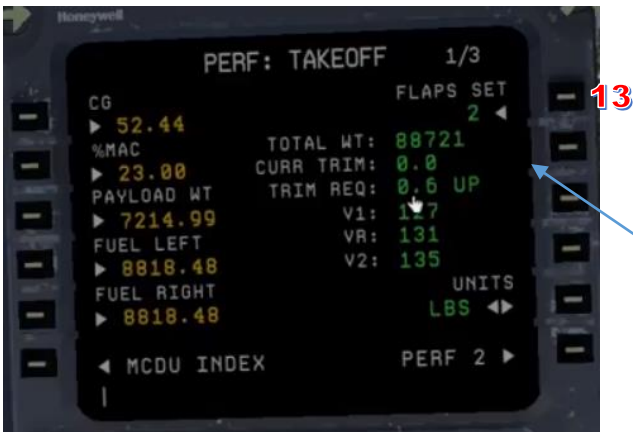 Honeywell
PERF: TAKEOFF 1/3
CG FLAPS SET
▶ 52.44 2 ◀
%MAC TOTAL WT: 88721
▶ 23.00 CURR TRIM: 0.0
PAYLOAD WT TRIM REQ: 0.6 UP
▶ 7214.99 V1: 127
FUEL LEFT VR: 131
▶ 8818.48 V2: 135
FUEL RIGHT UNITS
▶ 8818.48 LBS ◀▶
◀ MCDU INDEX PERF 2 ▶
13